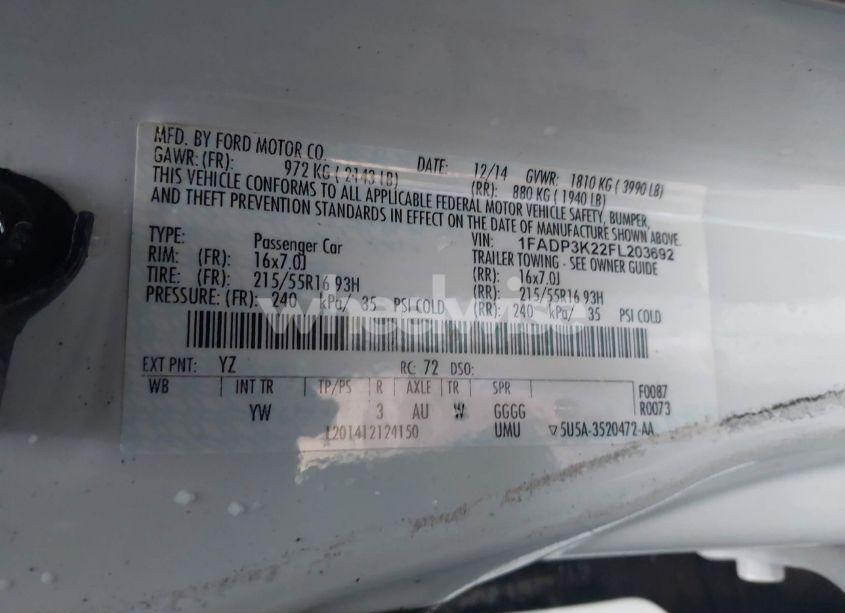 MFD. BY FORD MOTOR CO. DATE: 12/14 GVWR: 1810 KG ( 3990 LB)
GAWR: (FR): 972 KG ( 2143 LB) (RR): 880 KG ( 1940 LB)
THIS VEHICLE CONFORMS TO ALL APPLICABLE FEDERAL MOTOR VEHICLE SAFETY, BUMPER,
AND THEFT PREVENTION STANDARDS IN EFFECT ON THE DATE OF MANUFACTURE SHOWN ABOVE.
TYPE: Passenger Car VIN: 1FADP3K22FL203692
TRAILER TOWING - SEE OWNER GUIDE
RIM: (FR): 16x7.0J (RR): 16x7.0J
TIRE: (FR): 215/55R16 93H (RR): 215/55R16 93H
PRESSURE: (FR): 240 kPa/ 35 PSI COLD (RR): 240 kPa/ 35 PSI COLD
wheelwise
EXT PNT: YZ RC: 72 DSO:
WB INT TR TP/PS R AXLE TR SPR F0087
YW 3 AU W GGGG R0073
L201412124150 UMU ▽5U5A-3520472-AA